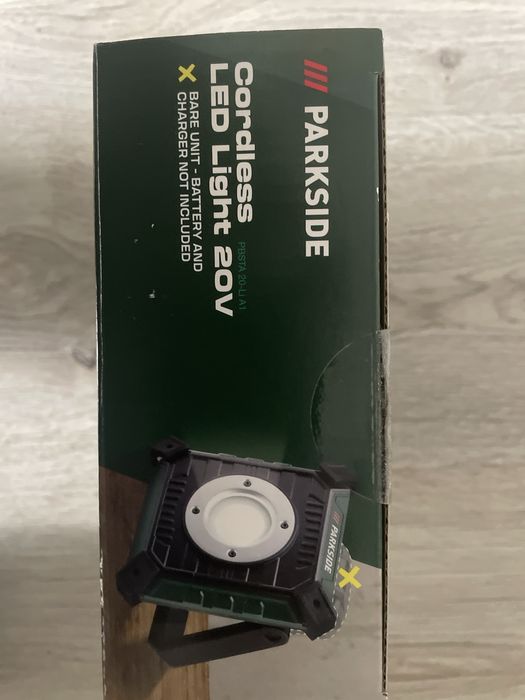 PARKSIDE
Cordless
LED Light 20V
PBSTA 20-Li A1
BARE UNIT - BATTERY AND
CHARGER NOT INCLUDED
PARKSIDE